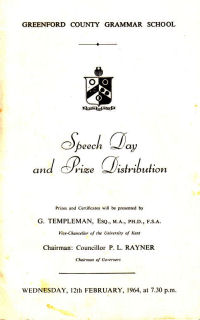 GREENFORD COUNTY GRAMMAR SCHOOL
Speech Day
and Prize Distribution
Prizes and Certificates will be presented by
G. TEMPLEMAN, ESQ., M.A., PH.D., F.S.A.
Vice-Chancellor of the University of Kent
Chairman: Councillor P. L. RAYNER
Chairman of Governors
WEDNESDAY, 12th FEBRUARY, 1964, at 7.30 p.m.